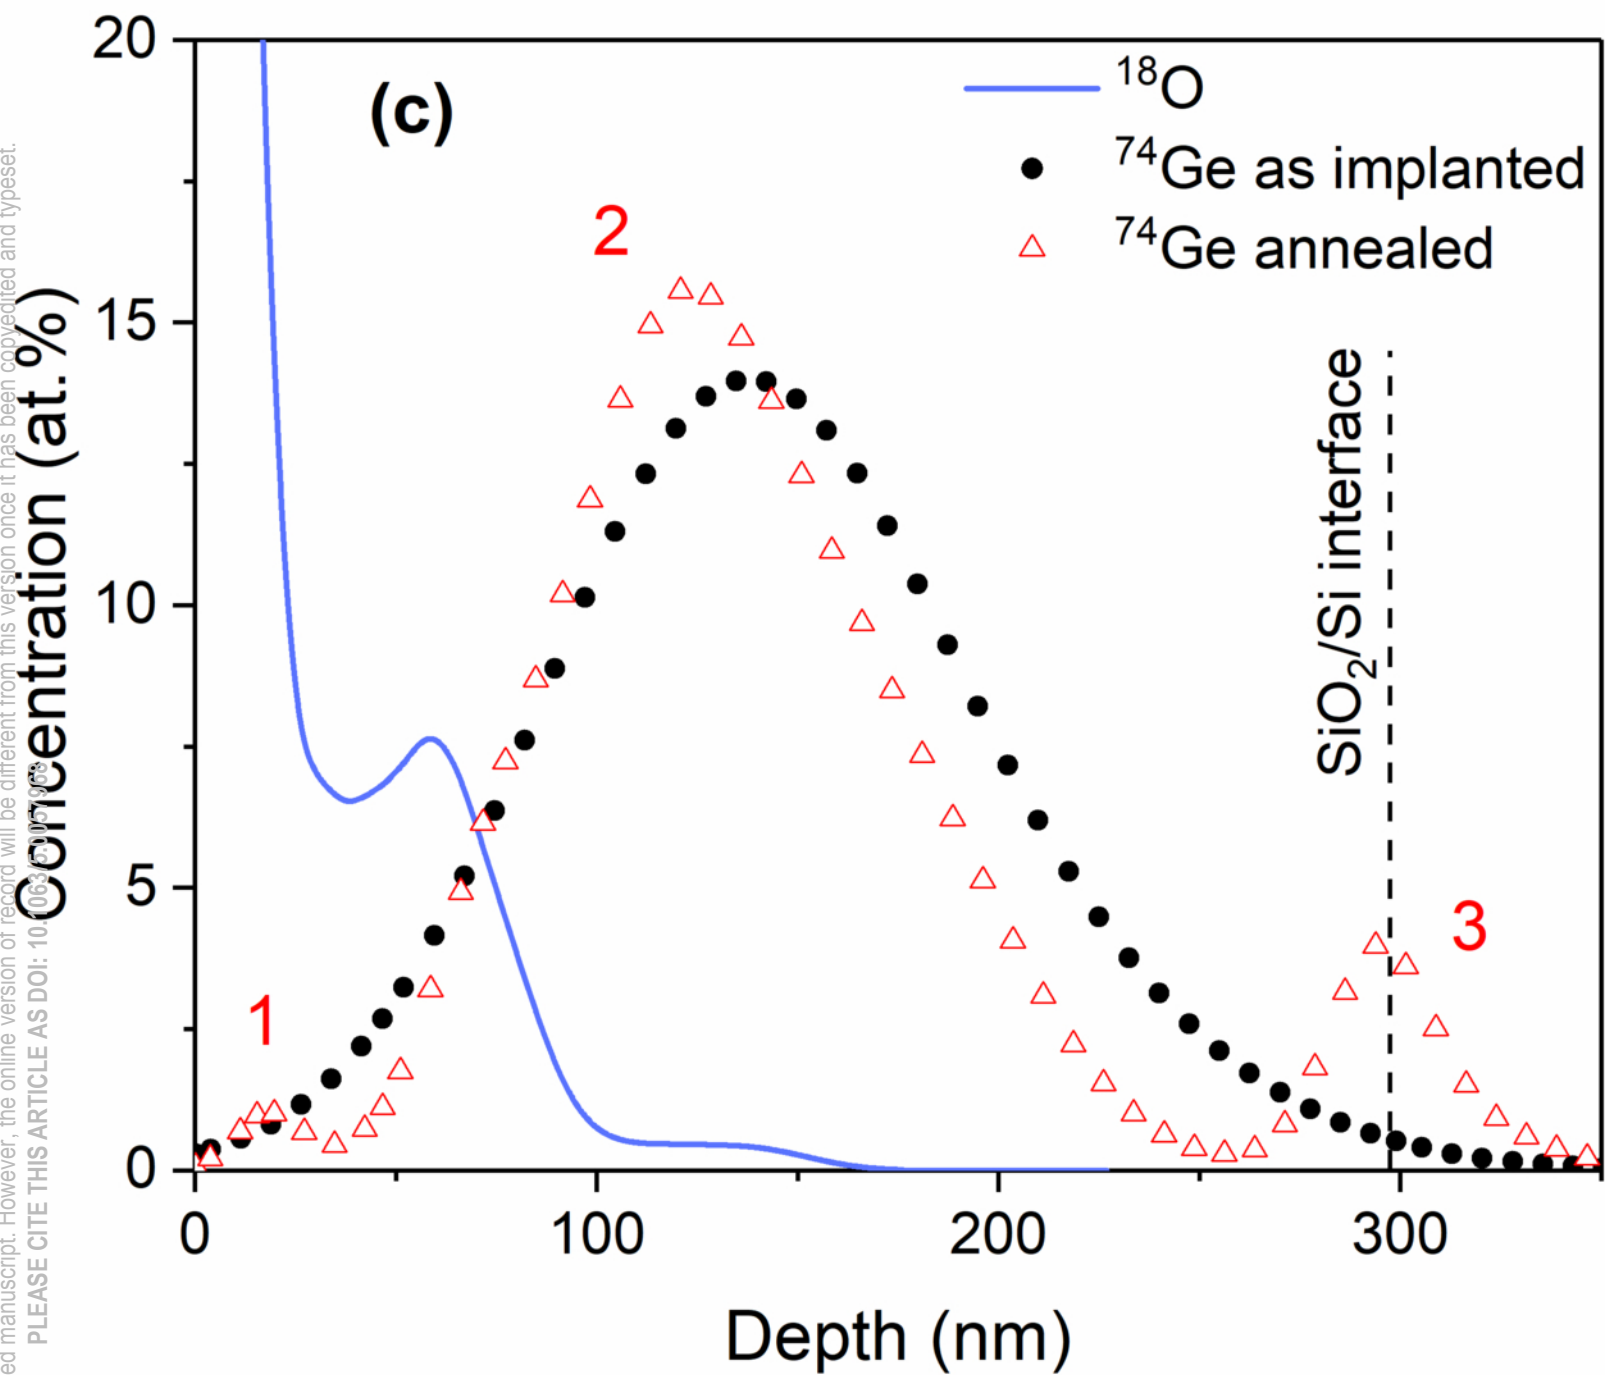 20
15
10
5
0
0
100
200
300
Concentration (at.%)
Depth (nm)
(c)
¹⁸O
⁷⁴Ge as implanted
⁷⁴Ge annealed
1
2
3
SiO₂/Si interface
ed manuscript. However, the online version of record will be different from this version once it has been copyedited and typeset.
PLEASE CITE THIS ARTICLE AS DOI: